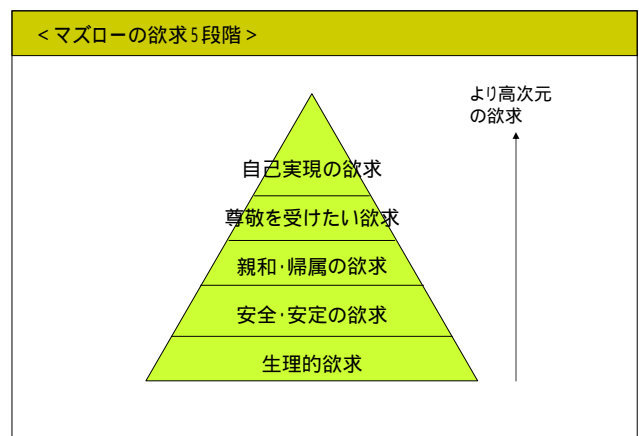 <マズローの欲求5段階>
より高次元
の欲求
自己実現の欲求
尊敬を受けたい欲求
親和・帰属の欲求
安全・安定の欲求
生理的欲求